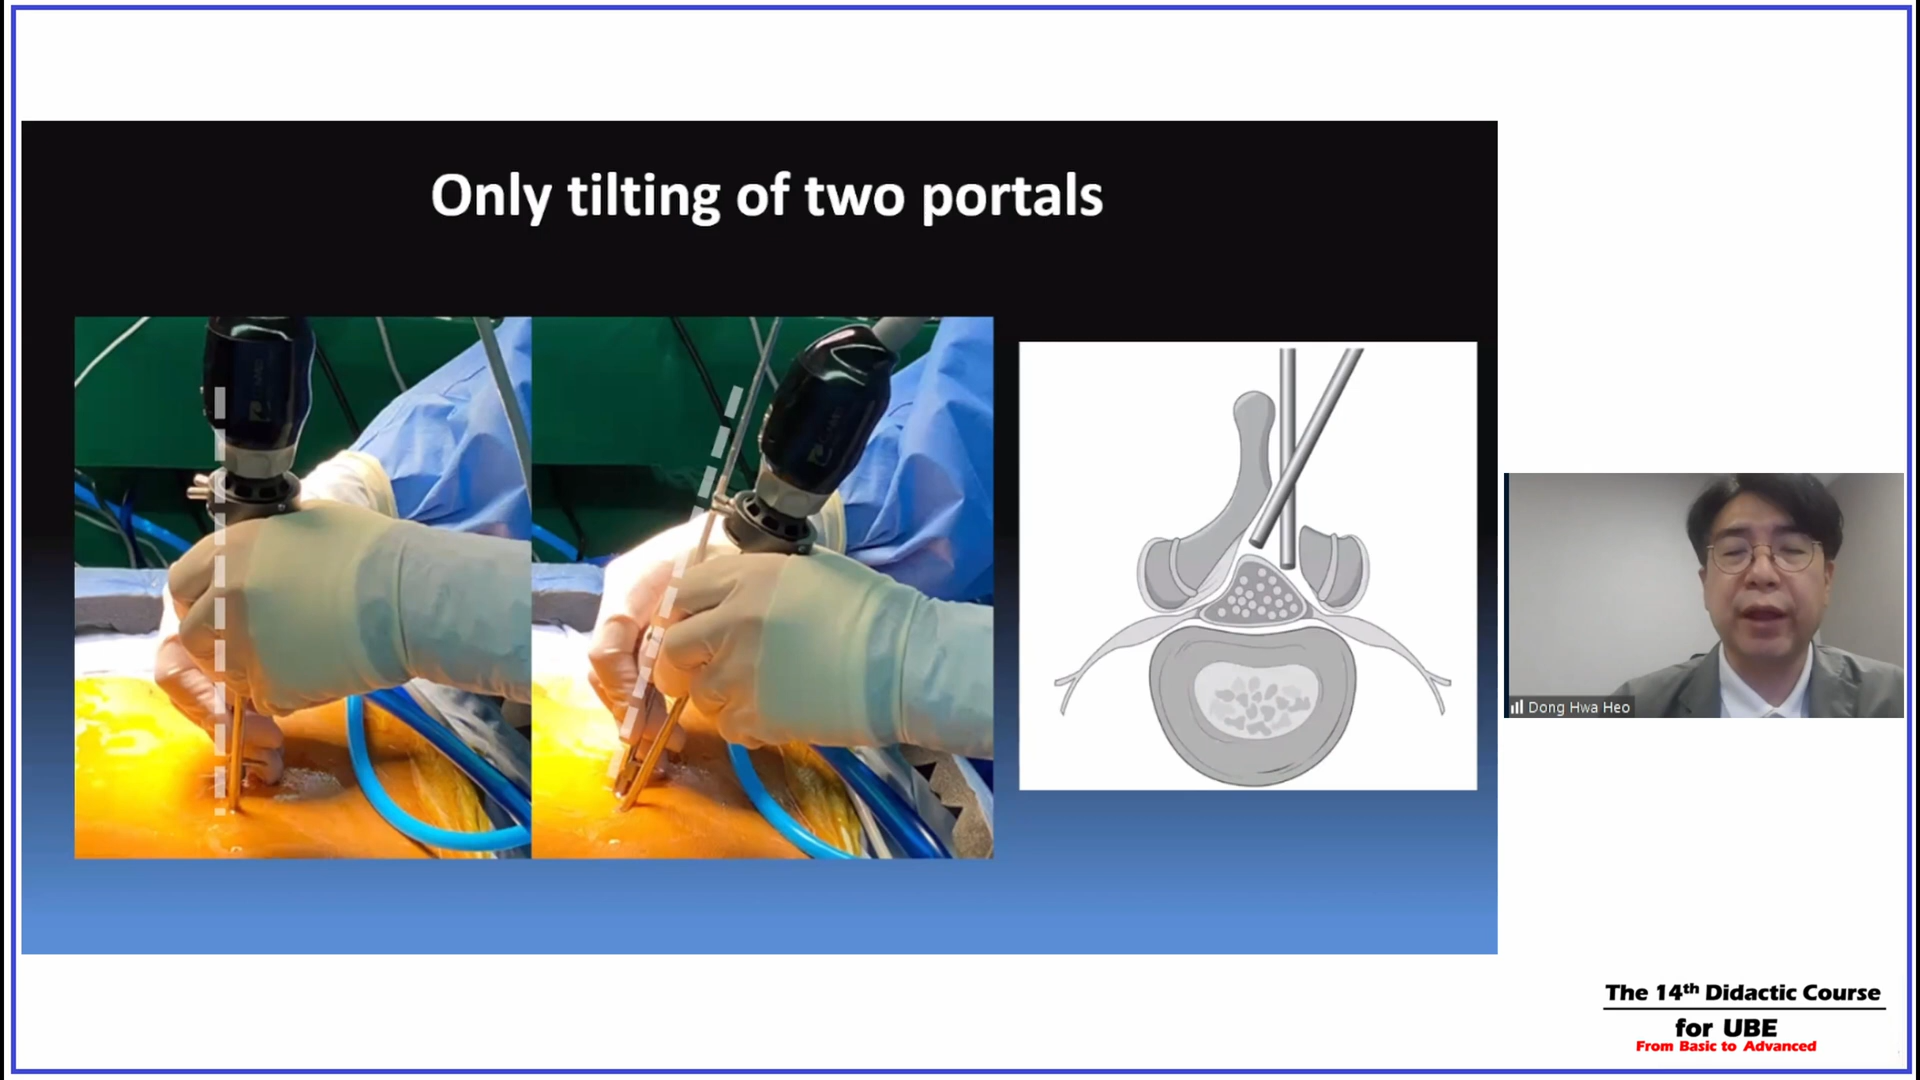 Only tilting of two portals
Dong Hwa Heo
The 14th Didactic Course
for UBE
From Basic to Advanced